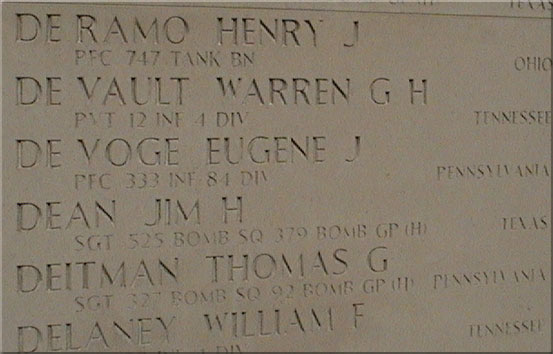 TEXAS
DE RAMO HENRY J
PFC 747 TANK BN OHIO
DE VAULT WARREN G H
PVT 12 INF 4 DIV TENNESSEE
DE VOGE EUGENE J
PFC 333 INF 84 DIV PENNSYLVANIA
DEAN JIM H
SGT 525 BOMB SQ 379 BOMB GP (H) TEXAS
DEITMAN THOMAS G
SGT 327 BOMB SQ 92 BOMB GP (H) PENNSYLVANIA
DELANEY WILLIAM F
DIV TENNESSEE